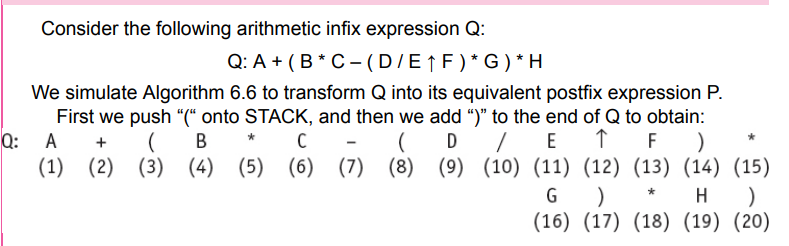 Consider the following arithmetic infix expression Q:
Q: A + ( B * C – ( D / E ↑ F ) * G ) * H
We simulate Algorithm 6.6 to transform Q into its equivalent postfix expression P.
First we push “(“ onto STACK, and then we add “)” to the end of Q to obtain:
Q: A + ( B * C - ( D / E ↑ F ) *
(1) (2) (3) (4) (5) (6) (7) (8) (9) (10) (11) (12) (13) (14) (15)
G ) * H )
(16) (17) (18) (19) (20)